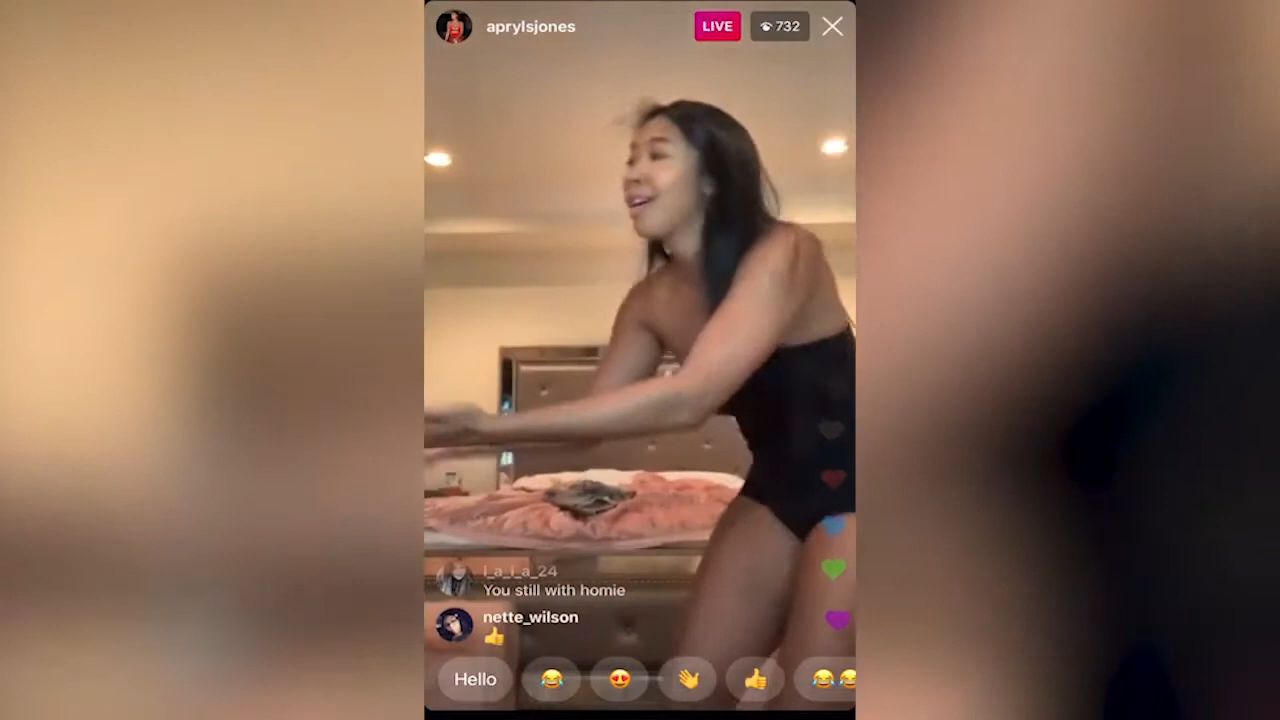 aprylsjones
LIVE
732
l_a_l_a_24
You still with homie
nette_wilson
👍
Hello 😂 😍 👋 👍 😂😂